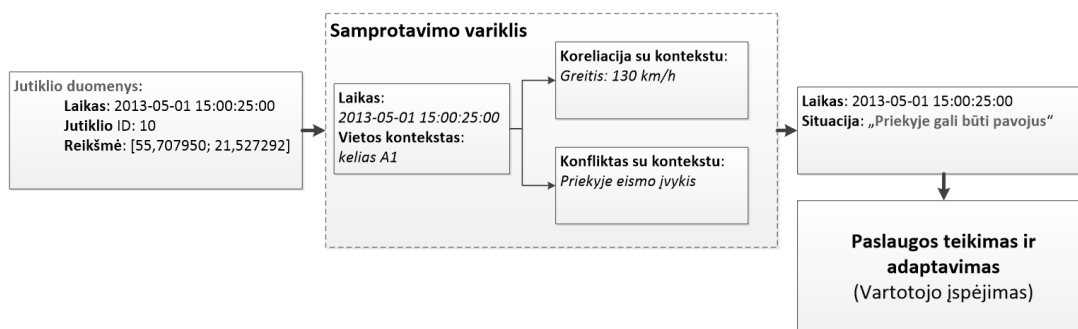 Samprotavimo variklis
Jutiklio duomenys:
Laikas: 2013-05-01 15:00:25:00
Jutiklio ID: 10
Reikšmė: [55,707950; 21,527292]
Laikas:
2013-05-01 15:00:25:00
Vietos kontekstas:
kelias A1
Koreliacija su kontekstu:
Greitis: 130 km/h
Konfliktas su kontekstu:
Priekyje eismo įvykis
Laikas: 2013-05-01 15:00:25:00
Situacija: „Priekyje gali būti pavojus“
Paslaugos teikimas ir
adaptavimas
(Vartotojo įspėjimas)